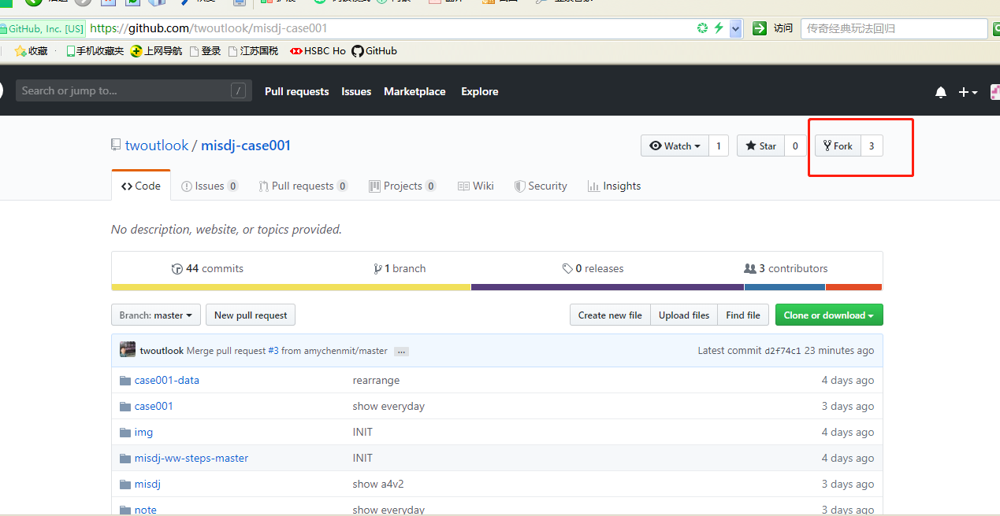 GitHub, Inc. [US] https://github.com/twoutlook/misdj-case001 访问 传奇经典玩法回归
收藏 手机收藏夹 上网导航 登录 江苏国税 HSBC Ho GitHub
Search or jump to... / Pull requests Issues Marketplace Explore
twoutlook / misdj-case001 Watch 1 Star 0 Fork 3
Code Issues 0 Pull requests 0 Projects 0 Wiki Security Insights
No description, website, or topics provided.
44 commits 1 branch 0 releases 3 contributors
Branch: master New pull request Create new file Upload files Find file Clone or download
twoutlook Merge pull request #3 from amychenmit/master ... Latest commit d2f74c1 23 minutes ago
case001-data rearrange 4 days ago
case001 show everyday 3 days ago
img INIT 4 days ago
misdj-ww-steps-master INIT 4 days ago
misdj show a4v2 3 days ago
note show everyday 3 days ago